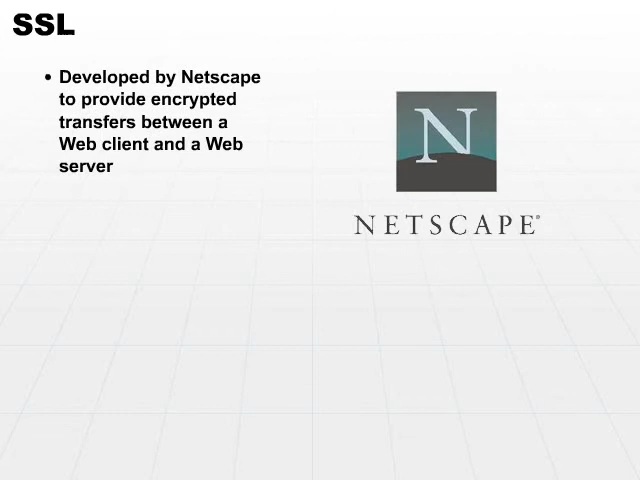 SSL
• Developed by Netscape
to provide encrypted
transfers between a
Web client and a Web
server
N
NETSCAPE®